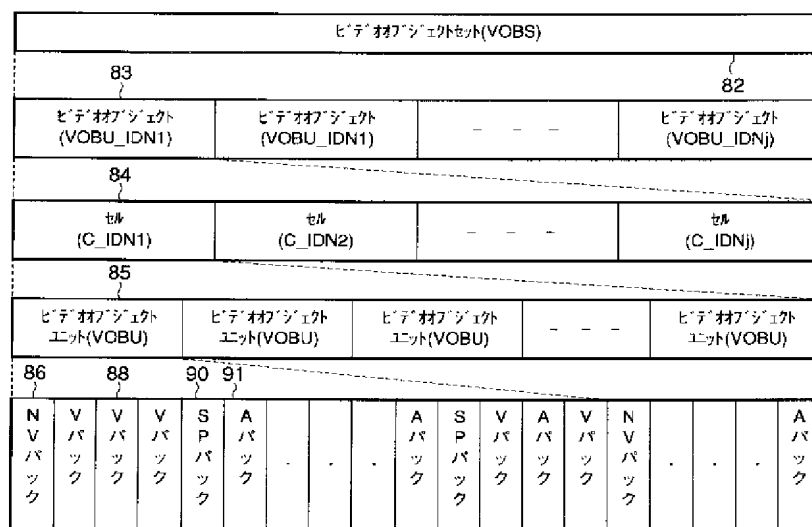 ビデオオブジェクトセット(VOBS)
82
83
ビデオオブジェクト
(VOBU_IDN1)
ビデオオブジェクト
(VOBU_IDN1)
ビデオオブジェクト
(VOBU_IDNj)
84
セル
(C_IDN1)
セル
(C_IDN2)
セル
(C_IDNj)
85
ビデオオブジェクト
ユニット(VOBU)
ビデオオブジェクト
ユニット(VOBU)
ビデオオブジェクト
ユニット(VOBU)
ビデオオブジェクト
ユニット(VOBU)
86
88
90
91
NVパック
Vパック
Vパック
Vパック
SPパック
Aパック
Aパック
SPパック
Vパック
Aパック
Vパック
NVパック
Aパック